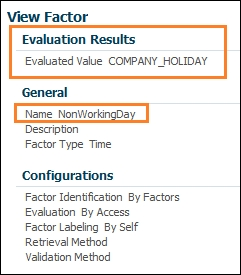 View Factor
Evaluation Results
Evaluated Value COMPANY_HOLIDAY
General
Name NonWorkingDay
Description
Factor Type Time
Configurations
Factor Identification By Factors
Evaluation By Access
Factor Labeling By Self
Retrieval Method
Validation Method